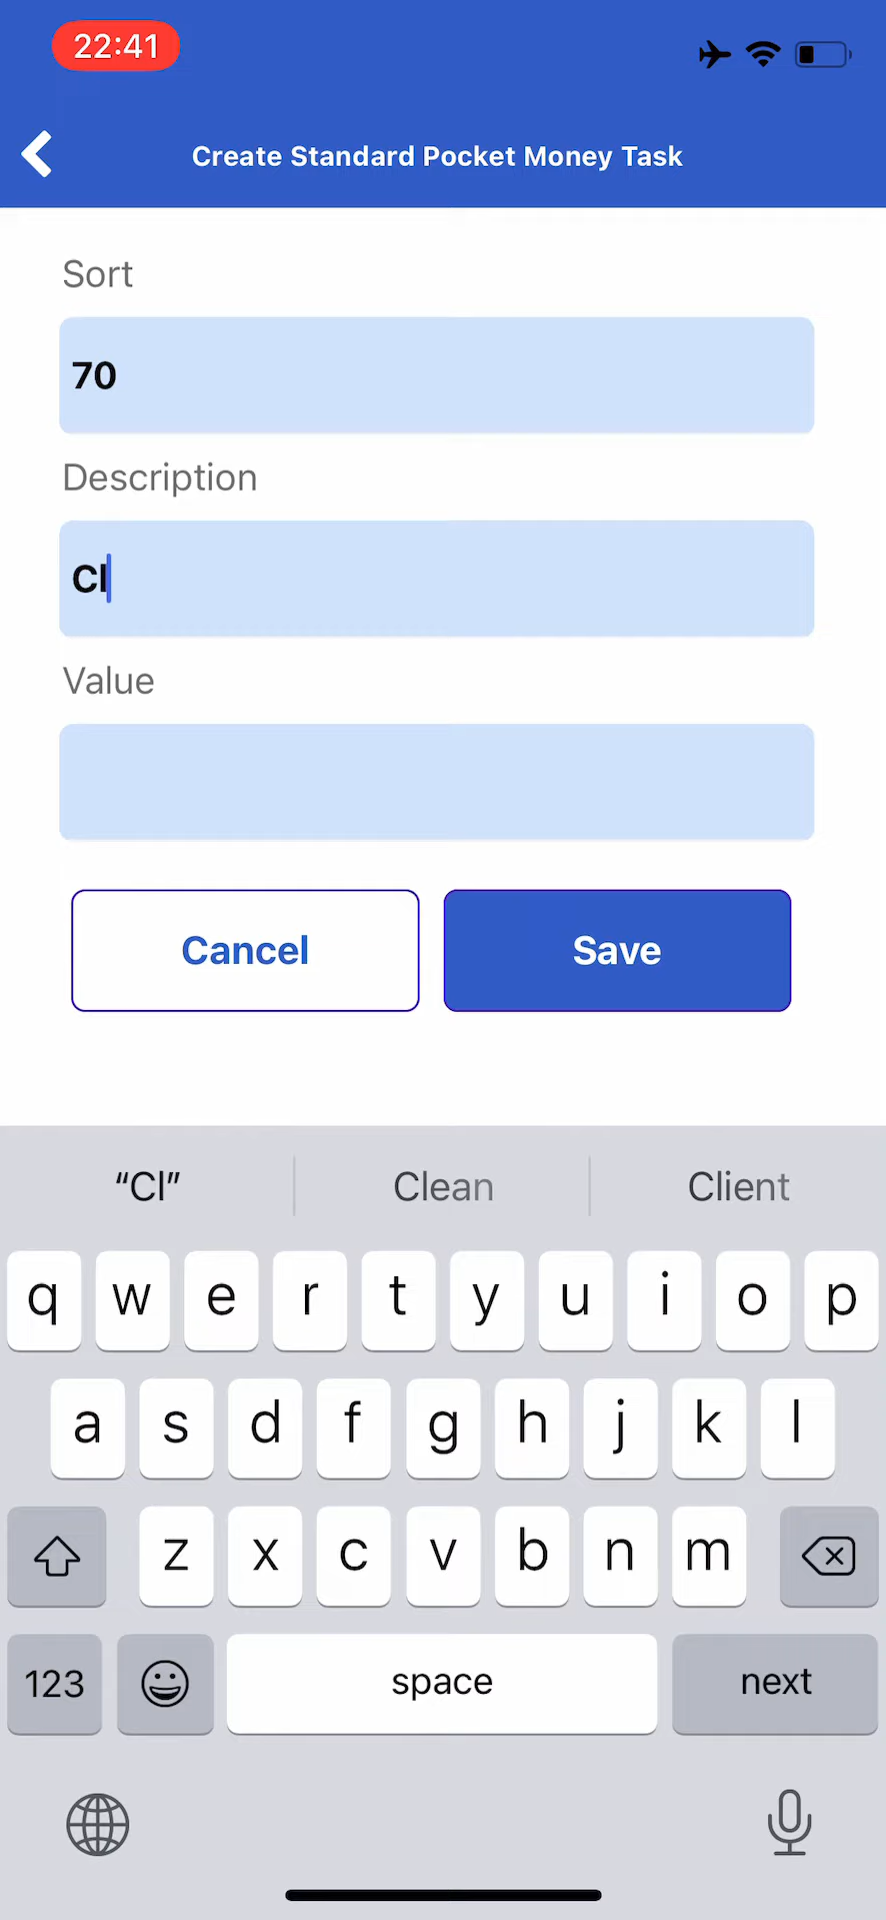 22:41
Create Standard Pocket Money Task
Sort
70
Description
Cl
Value
Cancel Save
“Cl” Clean Client
q w e r t y u i o p
a s d f g h j k l
z x c v b n m
123 space next